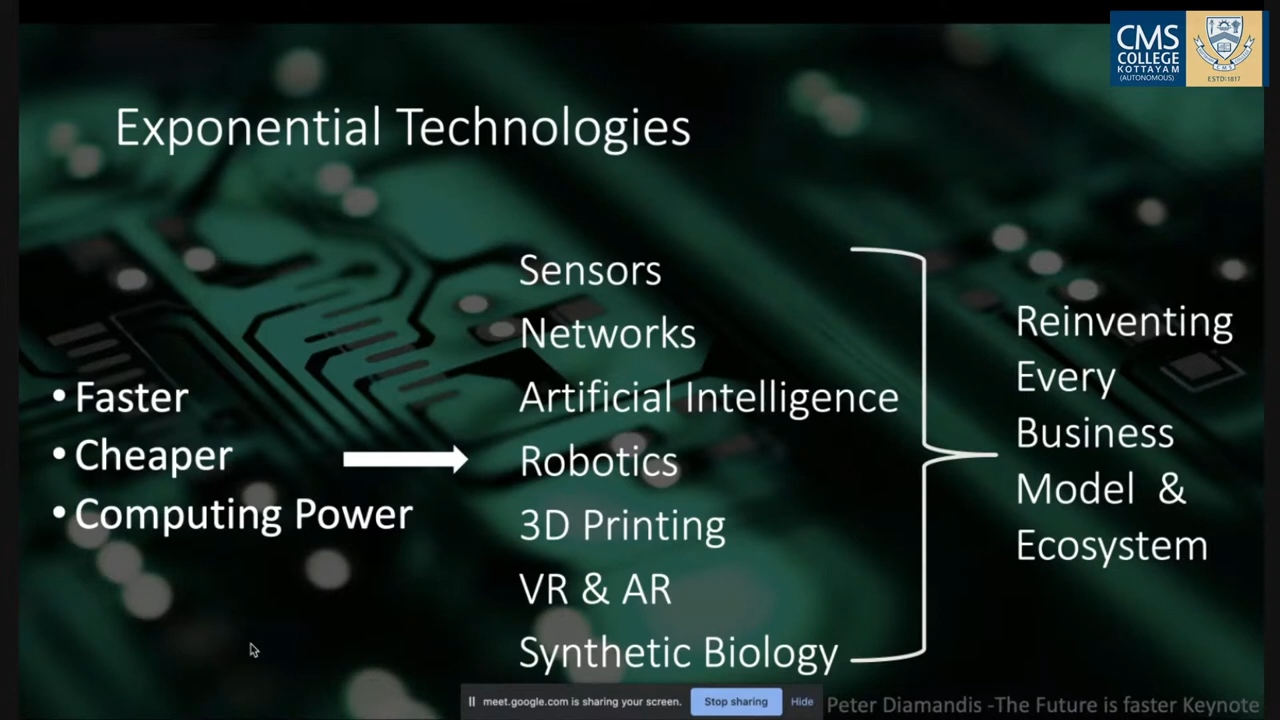 CMS
COLLEGE
KOTTAYAM
(AUTONOMOUS)
ESTD:1817
Exponential Technologies
• Faster
• Cheaper
• Computing Power
Sensors
Networks
Artificial Intelligence
Robotics
3D Printing
VR & AR
Synthetic Biology
Reinventing
Every
Business
Model &
Ecosystem
meet.google.com is sharing your screen.
Stop sharing
Hide
Peter Diamandis -The Future is faster Keynote